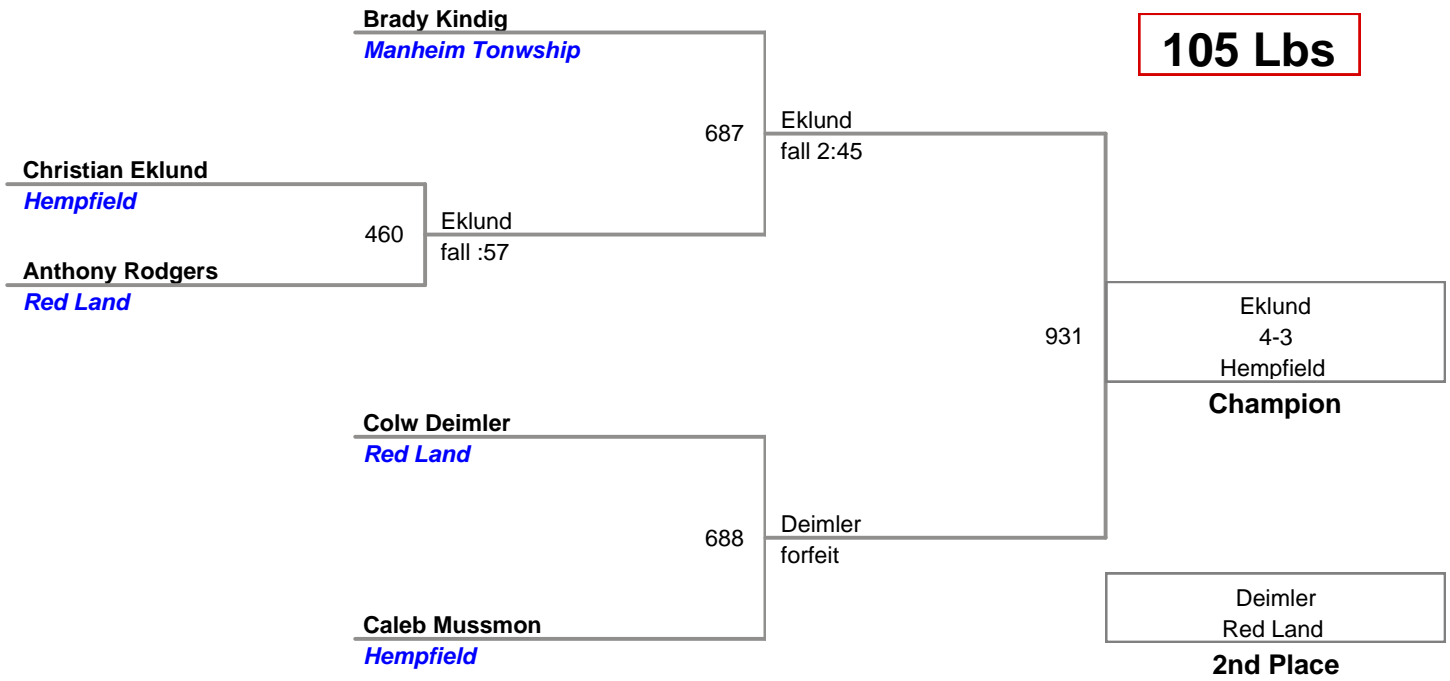 Brady Kindig
Manheim Tonwship
105 Lbs
687
Eklund
fall 2:45
Christian Eklund
Hempfield
460
Eklund
fall :57
Anthony Rodgers
Red Land
931
Eklund
4-3
Hempfield
Champion
Colw Deimler
Red Land
688
Deimler
forfeit
Caleb Mussmon
Hempfield
Deimler
Red Land
2nd Place